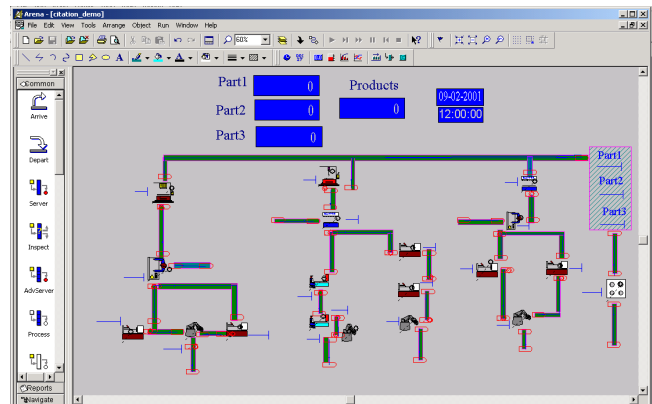 Arena - [citation_demo]
File Edit View Tools Arrange Object Run Window Help
60%
A
Common
Arrive
Depart
Server
Inspect
AdvServer
Process
Reports
Navigate
Part1 0
Part2 0
Part3 0
Products
0
09-02-2001
12:00:00
Part1
Part2
Part3